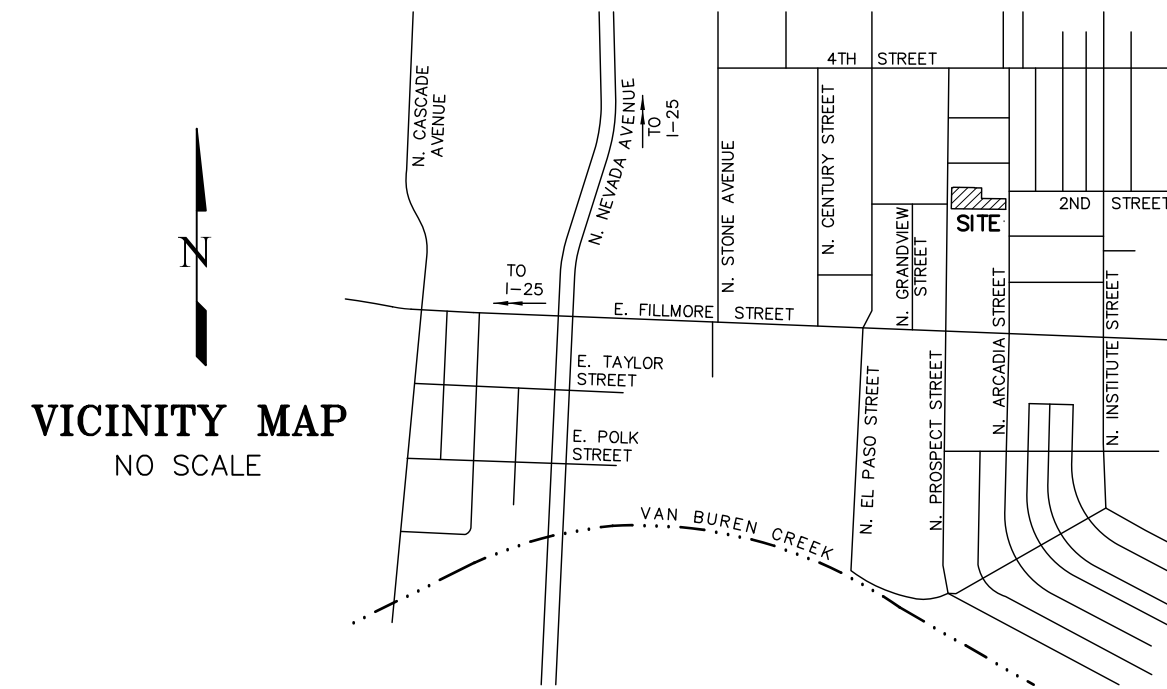 4TH STREET
N. CASCADE
AVENUE
N. NEVADA AVENUE
TO
I-25
N. STONE AVENUE
N. CENTURY STREET
2ND STREET
SITE
N. GRANDVIEW
STREET
N
TO
I-25
E. FILLMORE STREET
N. ARCADIA STREET
N. INSTITUTE STREET
E. TAYLOR
STREET
N. EL PASO STREET
N. PROSPECT STREET
VICINITY MAP
NO SCALE
E. POLK
STREET
VAN BUREN CREEK